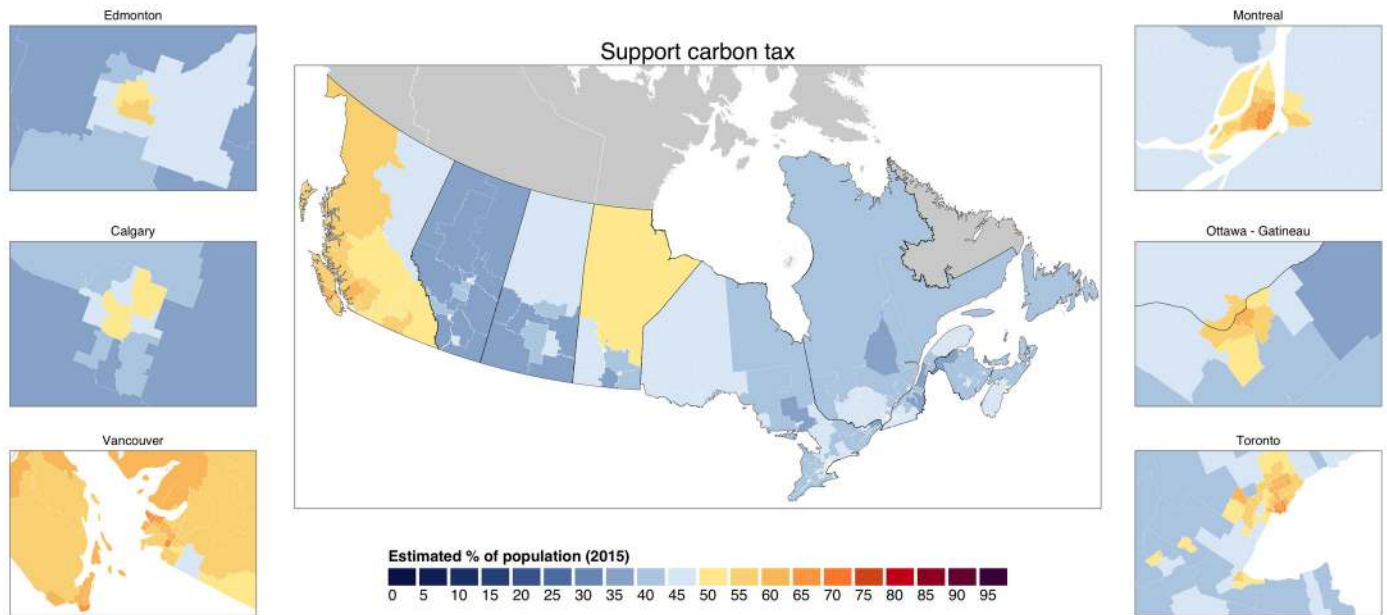 Edmonton
Calgary
Vancouver
Support carbon tax
Montreal
Ottawa - Gatineau
Toronto
Estimated % of population (2015)
0 5 10 15 20 25 30 35 40 45 50 55 60 65 70 75 80 85 90 95